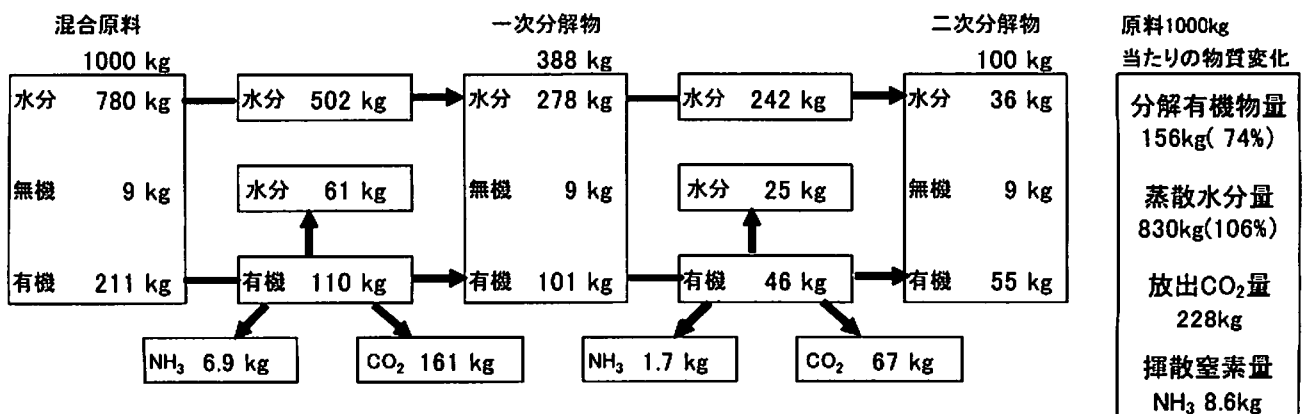 混合原料
1000 kg
水分 780 kg
無機 9 kg
有機 211 kg
水分 502 kg
水分 61 kg
有機 110 kg
NH₃ 6.9 kg
CO₂ 161 kg
一次分解物
388 kg
水分 278 kg
無機 9 kg
有機 101 kg
水分 242 kg
水分 25 kg
有機 46 kg
NH₃ 1.7 kg
CO₂ 67 kg
二次分解物
100 kg
水分 36 kg
無機 9 kg
有機 55 kg
原料1000kg
当たりの物質変化
分解有機物量
156kg( 74%)
蒸散水分量
830kg(106%)
放出CO₂量
228kg
揮散窒素量
NH₃ 8.6kg